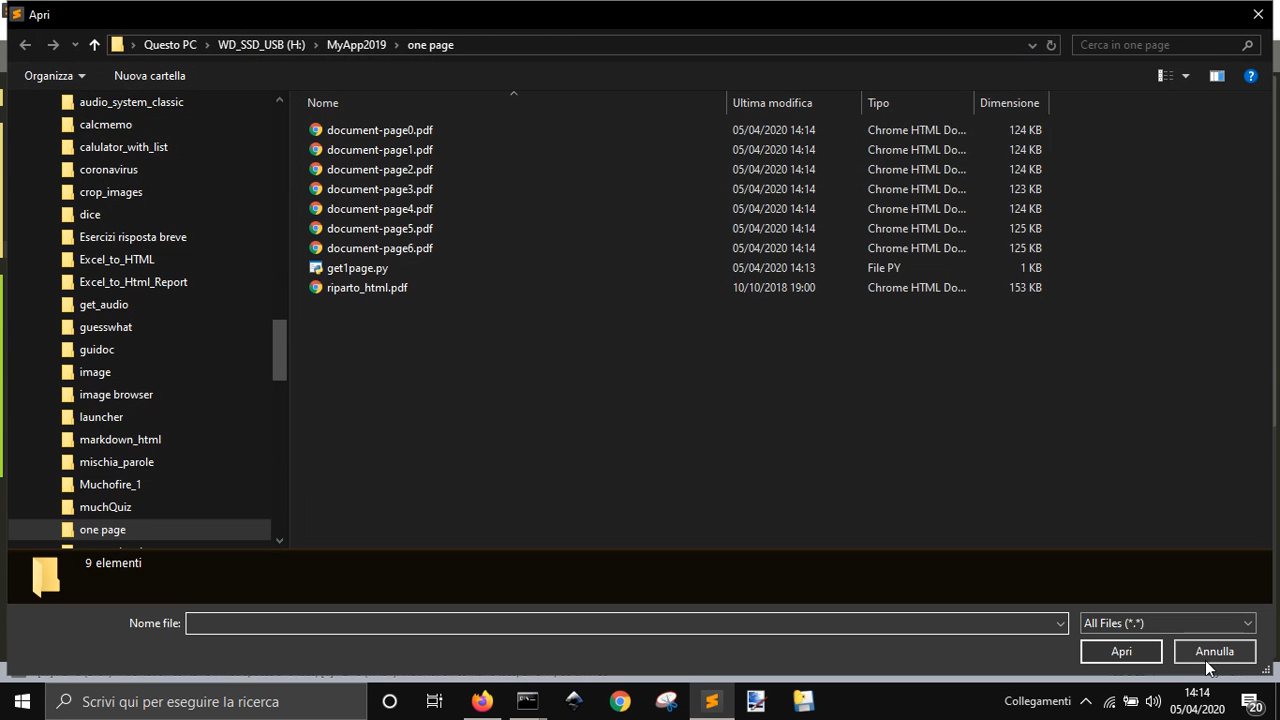 Apri
Questo PC > WD_SSD_USB (H:) > MyApp2019 > one page
Cerca in one page
Organizza
Nuova cartella
audio_system_classic
calcmemo
calulator_with_list
coronavirus
crop_images
dice
Esercizi risposta breve
Excel_to_HTML
Excel_to_Html_Report
get_audio
guesswhat
guidoc
image
image browser
launcher
markdown_html
mischia_parole
Muchofire_1
muchQuiz
one page
Nome Ultima modifica Tipo Dimensione
document-page0.pdf 05/04/2020 14:14 Chrome HTML Do... 124 KB
document-page1.pdf 05/04/2020 14:14 Chrome HTML Do... 124 KB
document-page2.pdf 05/04/2020 14:14 Chrome HTML Do... 124 KB
document-page3.pdf 05/04/2020 14:14 Chrome HTML Do... 123 KB
document-page4.pdf 05/04/2020 14:14 Chrome HTML Do... 124 KB
document-page5.pdf 05/04/2020 14:14 Chrome HTML Do... 125 KB
document-page6.pdf 05/04/2020 14:14 Chrome HTML Do... 125 KB
get1page.py 05/04/2020 14:13 File PY 1 KB
riparto_html.pdf 10/10/2018 19:00 Chrome HTML Do... 153 KB
9 elementi
Nome file:
All Files (*.*)
Apri
Annulla
Scrivi qui per eseguire la ricerca
Collegamenti
14:14
05/04/2020
20